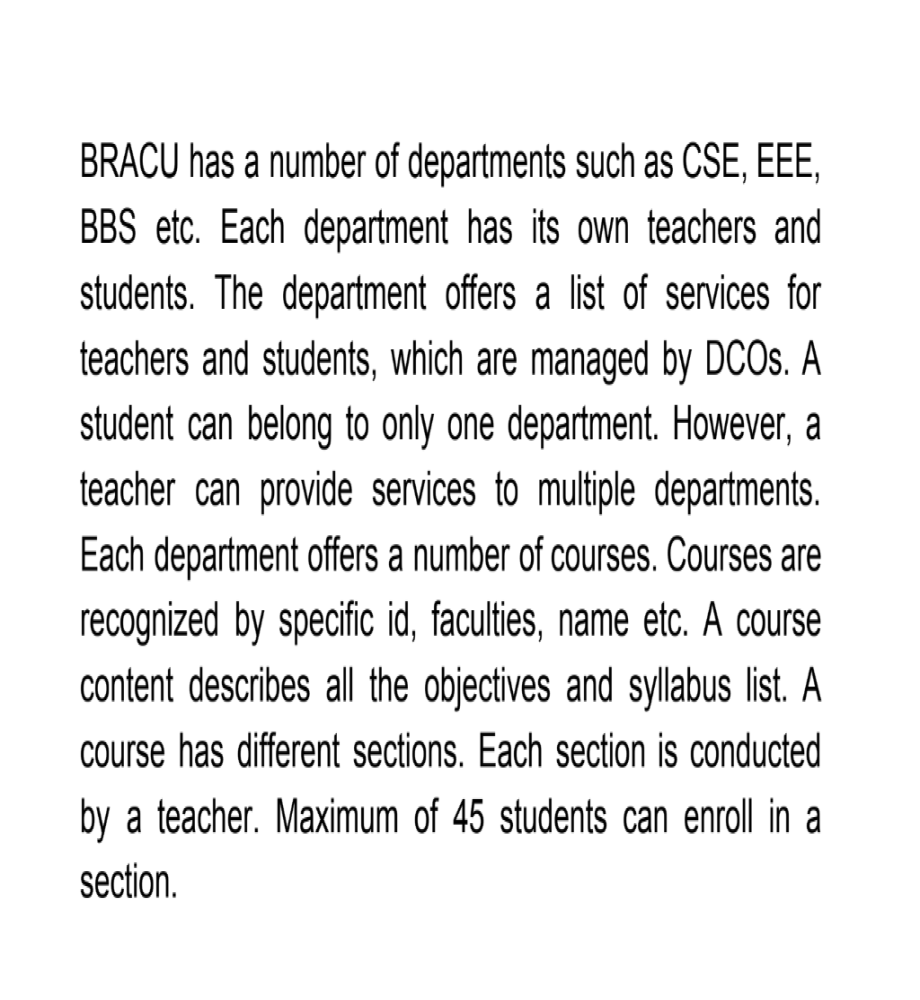 BRACU has a number of departments such as CSE, EEE,
BBS etc. Each department has its own teachers and
students. The department offers a list of services for
teachers and students, which are managed by DCOs. A
student can belong to only one department. However, a
teacher can provide services to multiple departments.
Each department offers a number of courses. Courses are
recognized by specific id, faculties, name etc. A course
content describes all the objectives and syllabus list. A
course has different sections. Each section is conducted
by a teacher. Maximum of 45 students can enroll in a
section.